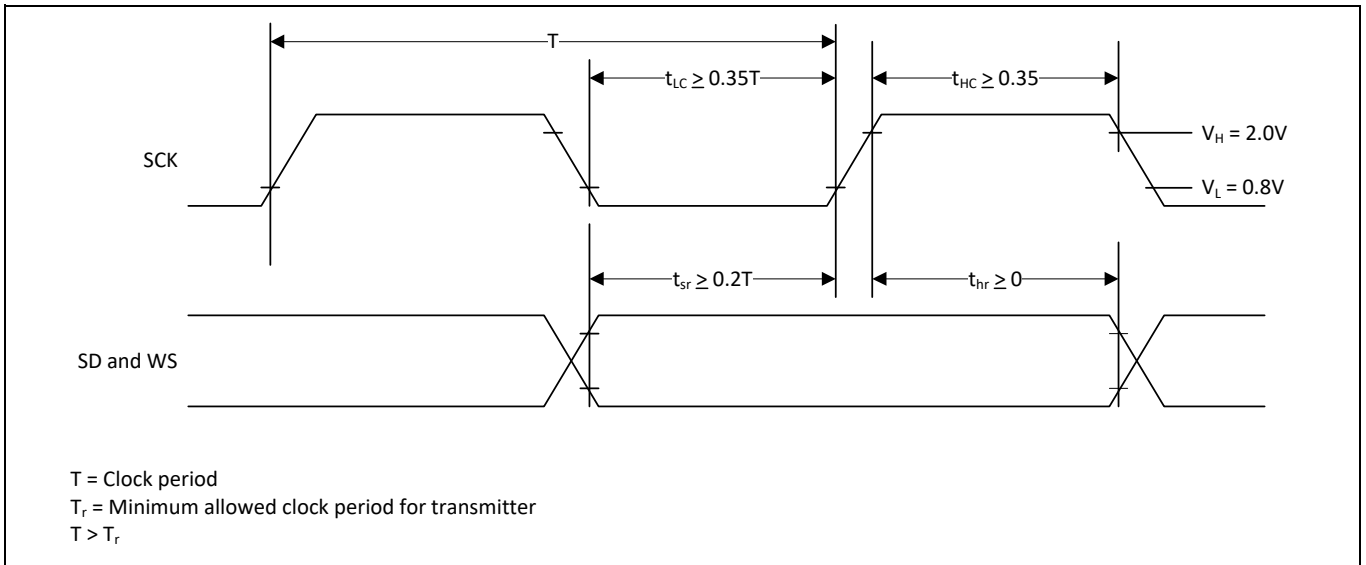 T
t_LC ≥ 0.35T
t_HC ≥ 0.35
V_H = 2.0V
SCK
V_L = 0.8V
t_sr ≥ 0.2T
t_hr ≥ 0
SD and WS
T = Clock period
T_r = Minimum allowed clock period for transmitter
T > T_r